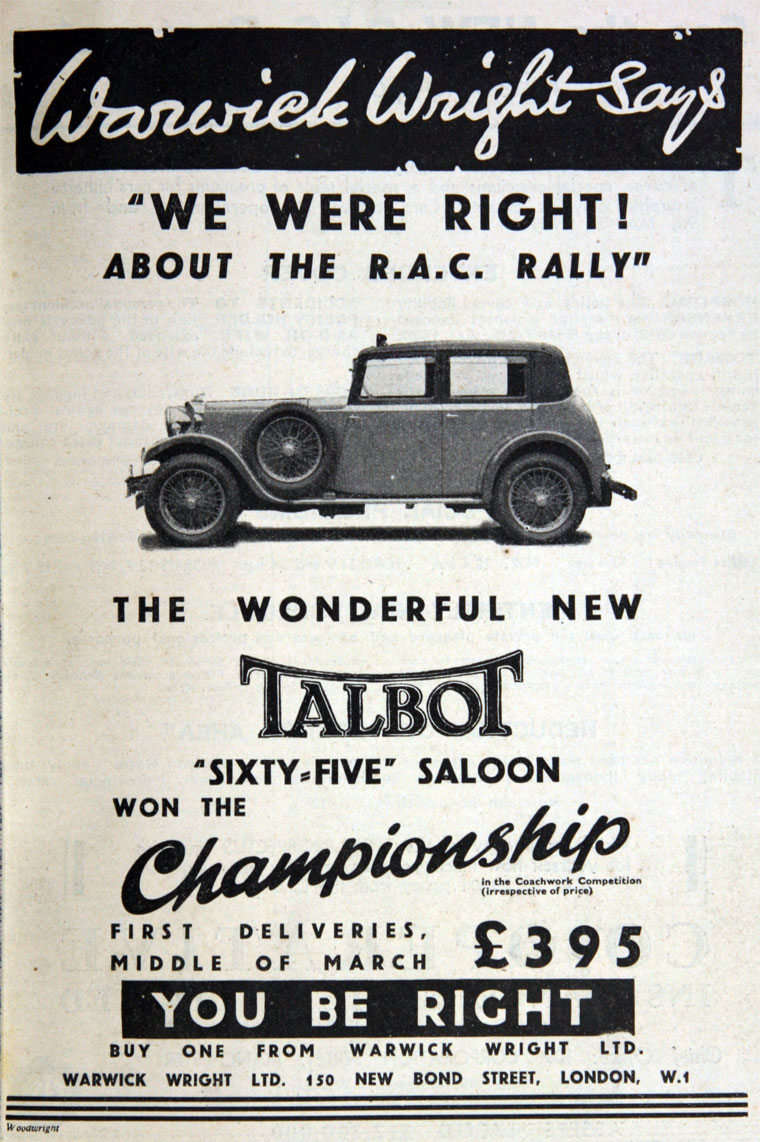 Warwick Wright Says
"WE WERE RIGHT!
ABOUT THE R.A.C. RALLY"
THE WONDERFUL NEW
TALBOT
"SIXTY=FIVE" SALOON
WON THE
Championship
in the Coachwork Competition
(irrespective of price)
FIRST DELIVERIES,
MIDDLE OF MARCH
£395
YOU BE RIGHT
BUY ONE FROM WARWICK WRIGHT LTD.
WARWICK WRIGHT LTD. 150 NEW BOND STREET, LONDON, W.1
Woodwright